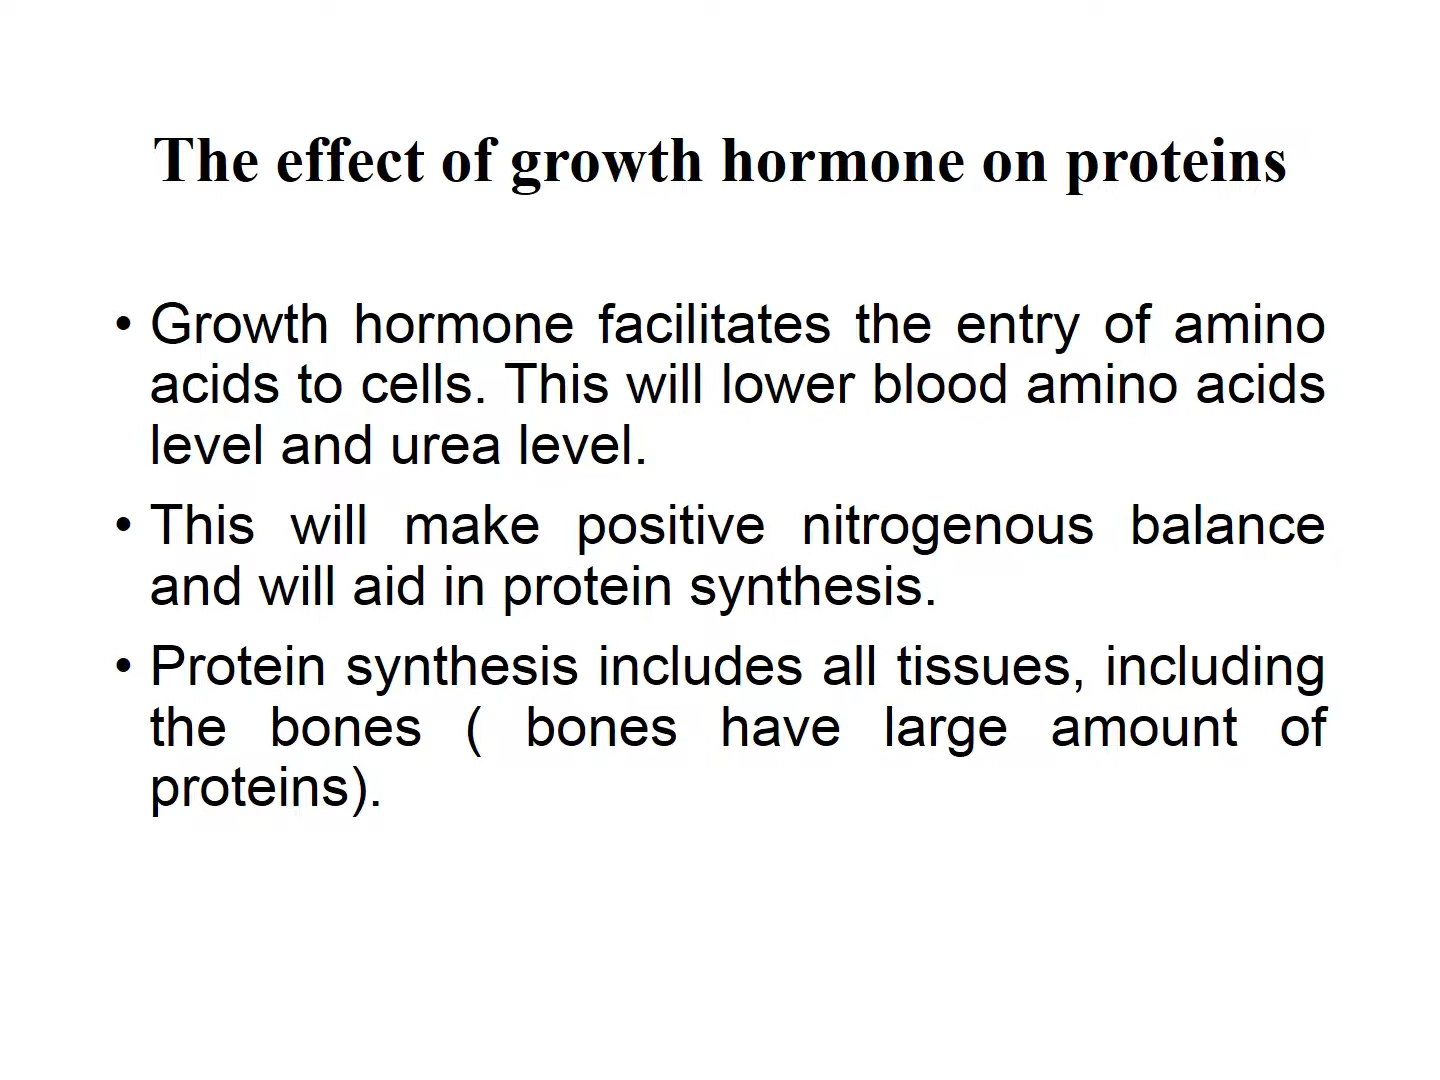 The effect of growth hormone on proteins
• Growth hormone facilitates the entry of amino
acids to cells. This will lower blood amino acids
level and urea level.
• This will make positive nitrogenous balance
and will aid in protein synthesis.
• Protein synthesis includes all tissues, including
the bones ( bones have large amount of
proteins).